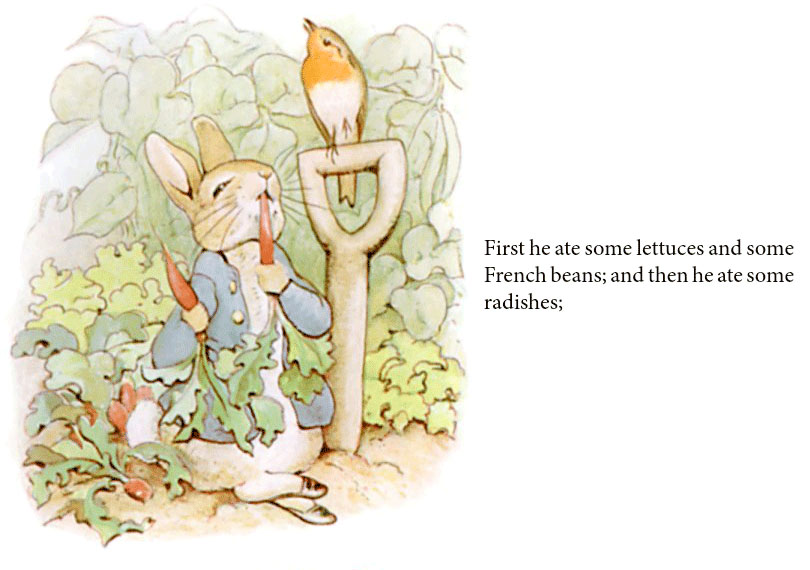 First he ate some lettuces and some
French beans; and then he ate some
radishes;